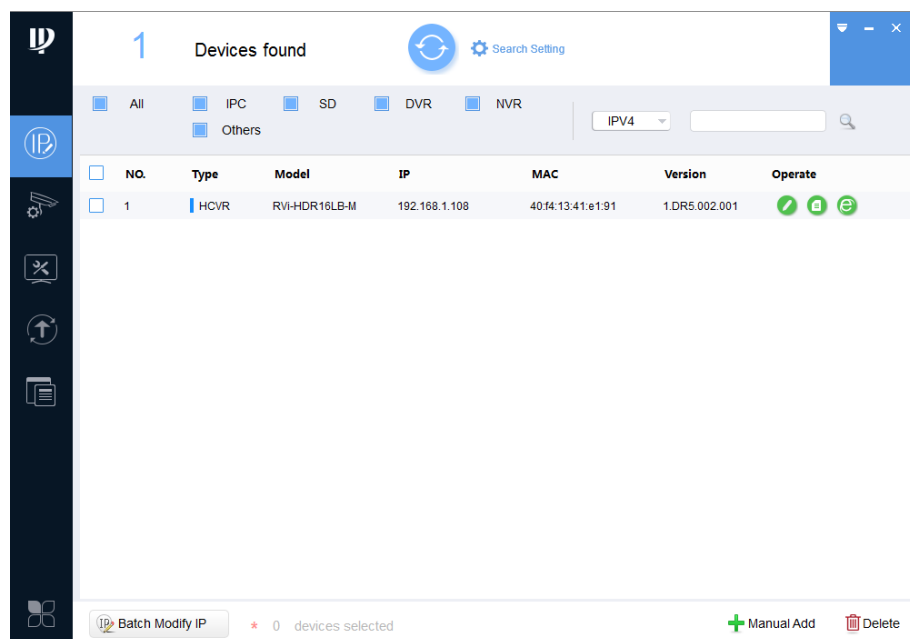 1 Devices found Search Setting
All IPC SD DVR NVR
Others
IPV4
NO. Type Model IP MAC Version Operate
1 HCVR RVi-HDR16LB-M 192.168.1.108 40:f4:13:41:e1:91 1.DR5.002.001
Batch Modify IP * 0 devices selected Manual Add Delete